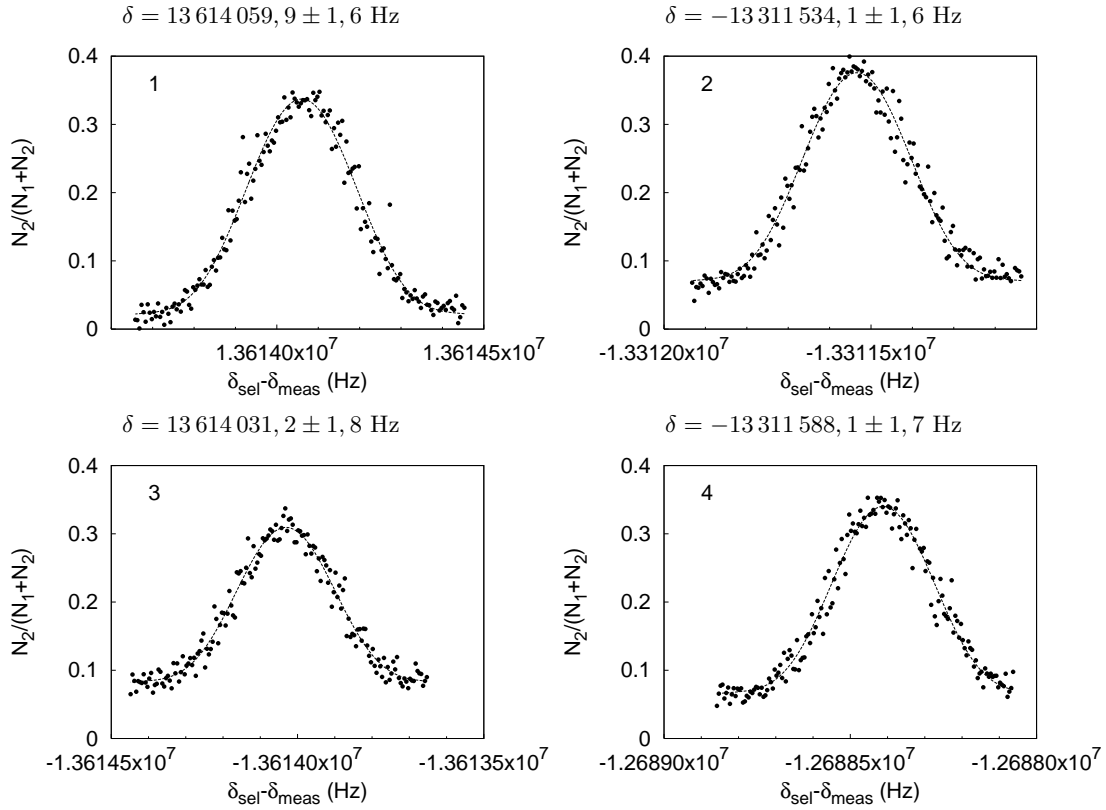 δ = 13 614 059, 9 ± 1, 6 Hz
δ = −13 311 534, 1 ± 1, 6 Hz
0.4
0.3
0.2
0.1
0
N2/(N1+N2)
1
1.36140x10^7
1.36145x10^7
δsel-δmeas (Hz)
0.4
0.3
0.2
0.1
0
N2/(N1+N2)
2
-1.33120x10^7
-1.33115x10^7
δsel-δmeas (Hz)
δ = 13 614 031, 2 ± 1, 8 Hz
δ = −13 311 588, 1 ± 1, 7 Hz
0.4
0.3
0.2
0.1
0
N2/(N1+N2)
3
-1.36145x10^7
-1.36140x10^7
-1.36135x10^7
δsel-δmeas (Hz)
0.4
0.3
0.2
0.1
0
N2/(N1+N2)
4
-1.26890x10^7
-1.26885x10^7
-1.26880x10^7
δsel-δmeas (Hz)